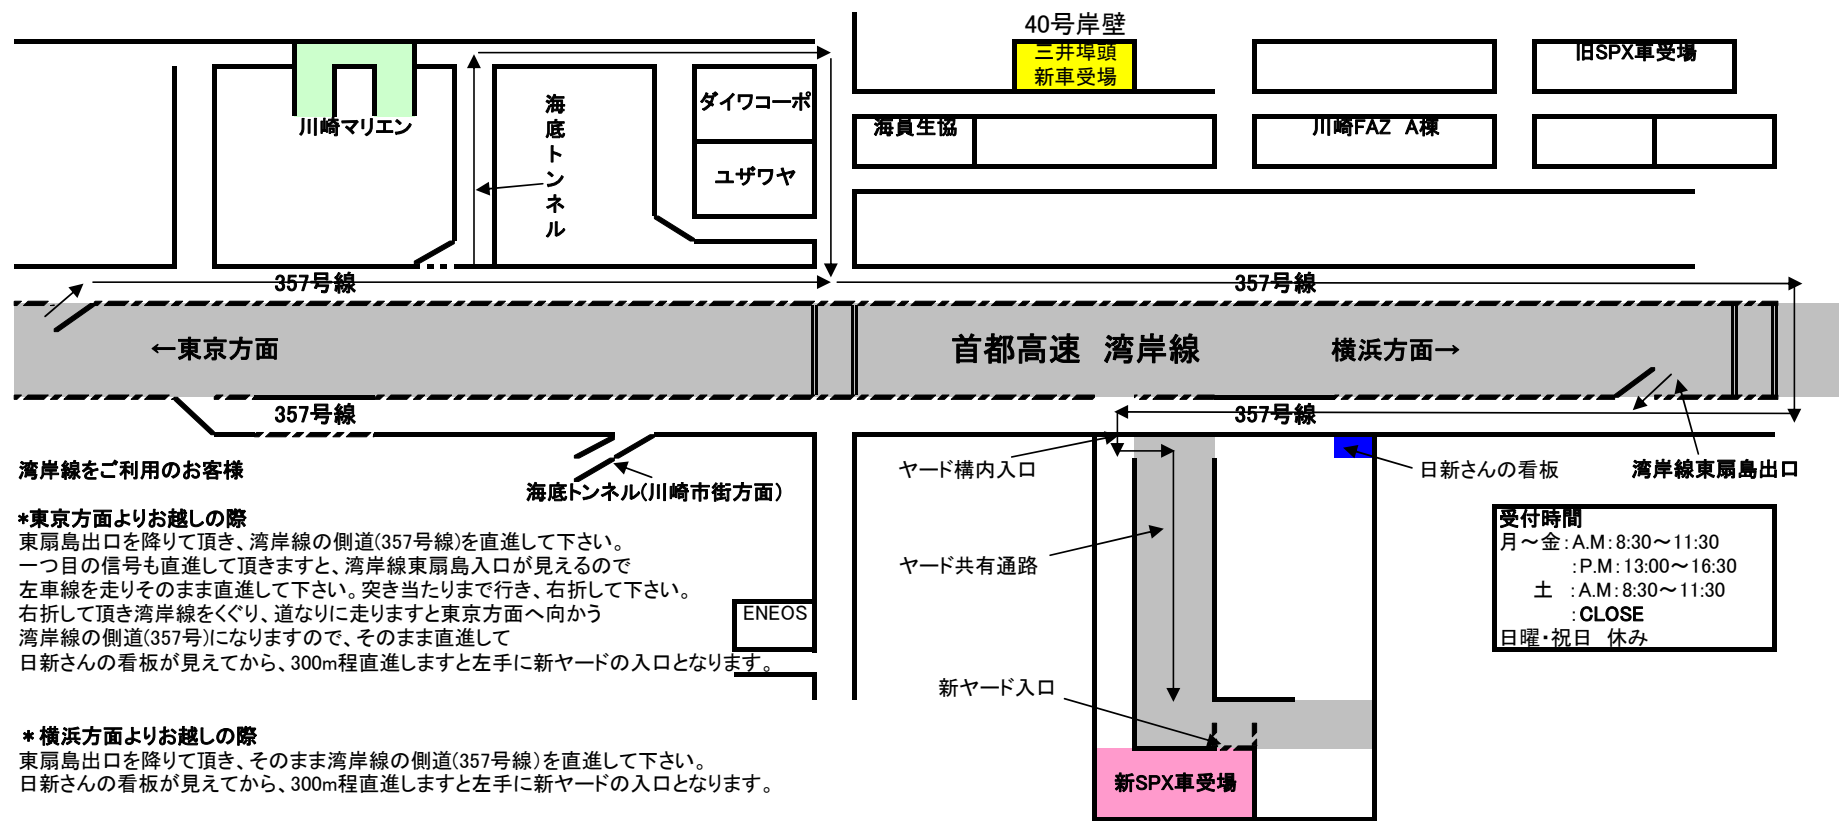 40号岸壁
三井埠頭
新車受場
旧SPX車受場
海底トンネル
ダイワコーポ
川崎マリエン
海員生協
川崎FAZ　A棟
ユザワヤ
357号線
357号線
←東京方面
首都高速　湾岸線
横浜方面→
357号線
357号線
湾岸線をご利用のお客様
ヤード構内入口
日新さんの看板
湾岸線東扇島出口
海底トンネル(川崎市街方面)
*東京方面よりお越しの際
東扇島出口を降りて頂き、湾岸線の側道(357号線)を直進して下さい。
一つ目の信号も直進して頂きますと、湾岸線東扇島入口が見えるので
左車線を走りそのまま直進して下さい。突き当たりまで行き、右折して下さい。
右折して頂き湾岸線をくぐり、道なりに走りますと東京方面へ向かう
湾岸線の側道(357号)になりますので、そのまま直進して
日新さんの看板が見えてから、300m程直進しますと左手に新ヤードの入口となります。
ENEOS
ヤード共有通路
受付時間
月～金：A.M：8:30～11:30
：P.M：13:00～16:30
土　：A.M：8:30～11:30
：CLOSE
日曜・祝日　休み
新ヤード入口
*横浜方面よりお越しの際
東扇島出口を降りて頂き、そのまま湾岸線の側道(357号線)を直進して下さい。
日新さんの看板が見えてから、300m程直進しますと左手に新ヤードの入口となります。
新SPX車受場